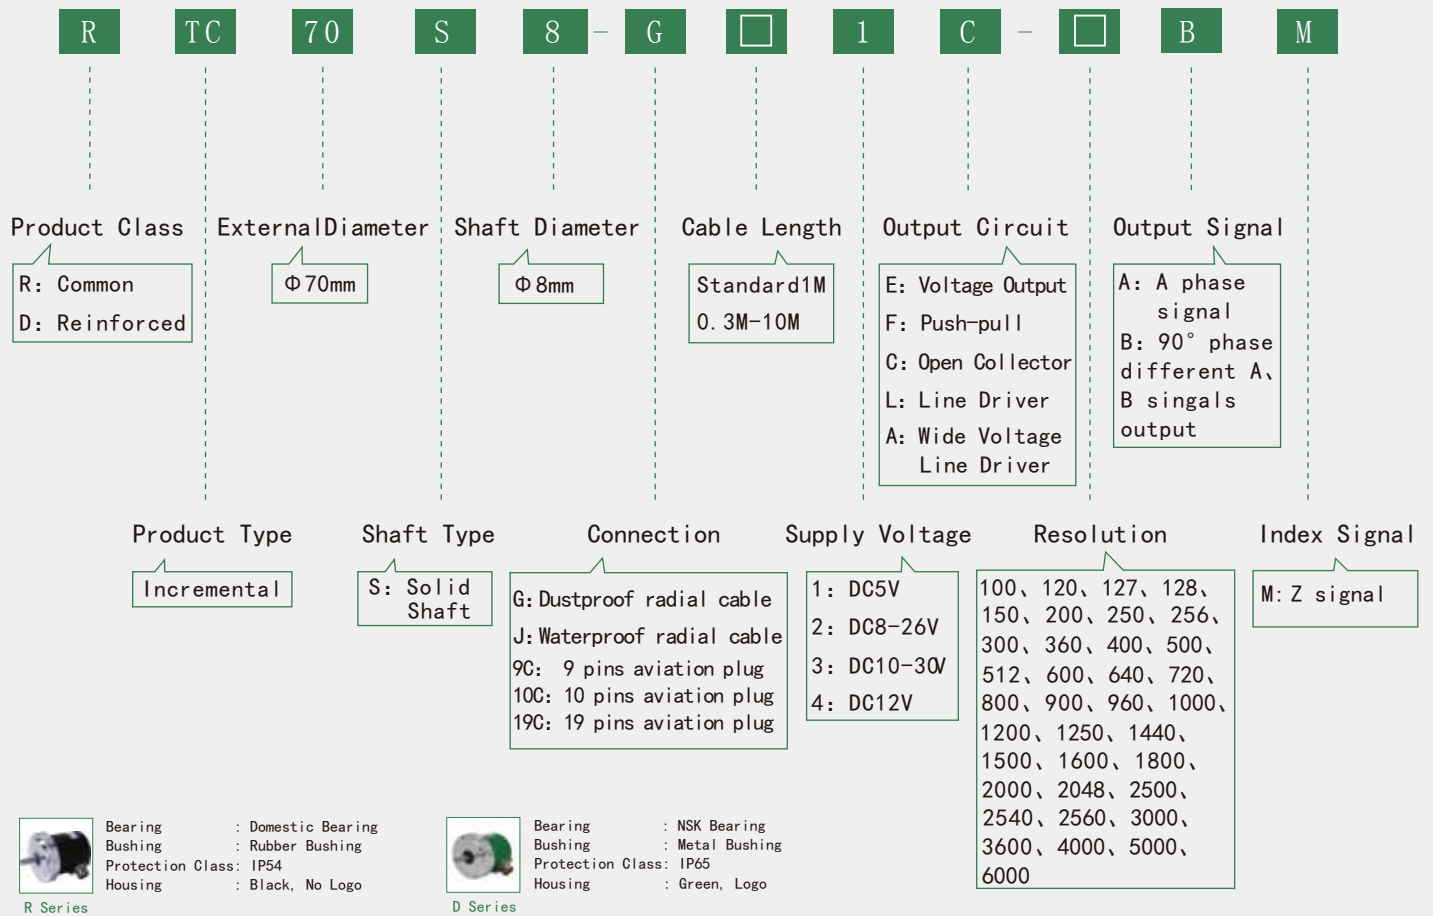 R TC 70 S 8 - G □ 1 C - □ B M
Product Class
R: Common
D: Reinforced
ExternalDiameter
Φ70mm
Shaft Diameter
Φ8mm
Cable Length
Standard1M
0.3M-10M
Output Circuit
E: Voltage Output
F: Push-pull
C: Open Collector
L: Line Driver
A: Wide Voltage
Line Driver
Output Signal
A: A phase
signal
B: 90° phase
different A、
B singals
output
Product Type
Incremental
Shaft Type
S: Solid
Shaft
Connection
G: Dustproof radial cable
J: Waterproof radial cable
9C: 9 pins aviation plug
10C: 10 pins aviation plug
19C: 19 pins aviation plug
Supply Voltage
1: DC5V
2: DC8-26V
3: DC10-30V
4: DC12V
Resolution
100、120、127、128、
150、200、250、256、
300、360、400、500、
512、600、640、720、
800、900、960、1000、
1200、1250、1440、
1500、1600、1800、
2000、2048、2500、
2540、2560、3000、
3600、4000、5000、
6000
Index Signal
M: Z signal
Bearing : Domestic Bearing
Bushing : Rubber Bushing
Protection Class: IP54
Housing : Black, No Logo
R Series
Bearing : NSK Bearing
Bushing : Metal Bushing
Protection Class: IP65
Housing : Green, Logo
D Series